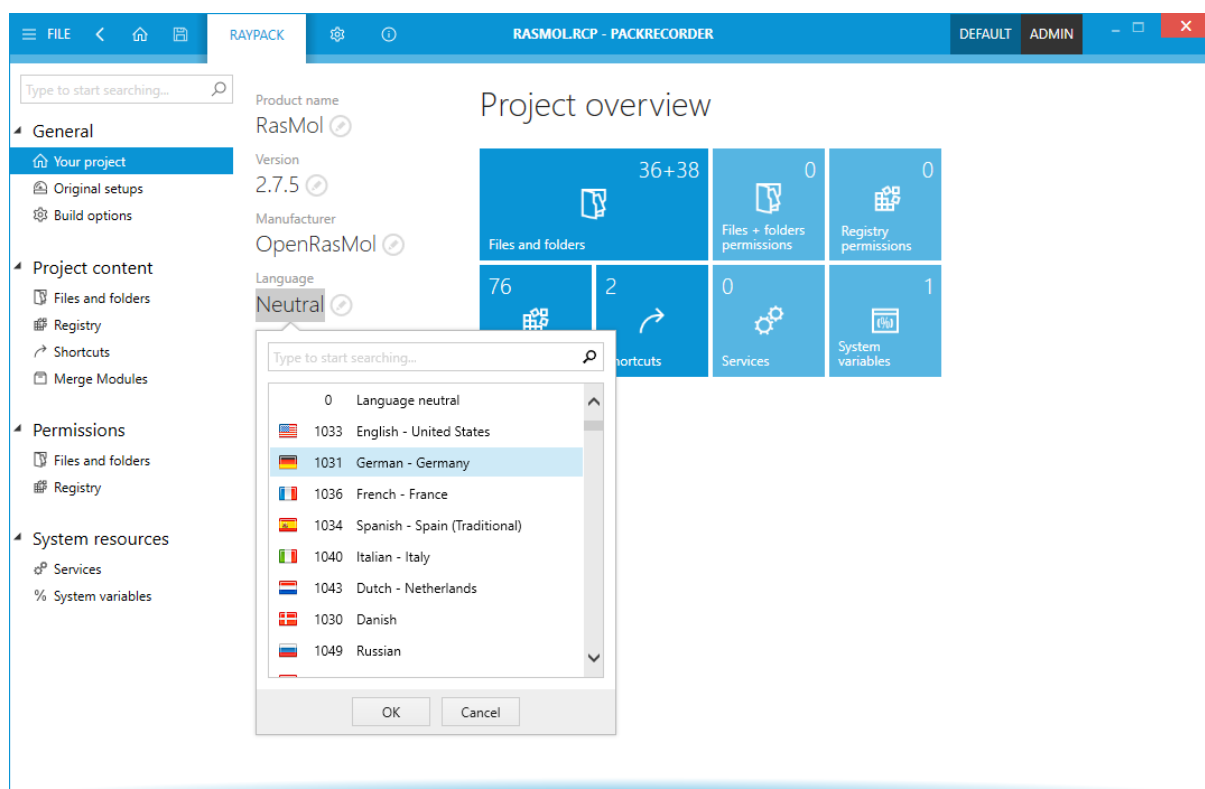 FILE
RAYPACK
RASMOL.RCP - PACKRECORDER
DEFAULT
ADMIN
Type to start searching...
General
Your project
Original setups
Build options
Project content
Files and folders
Registry
Shortcuts
Merge Modules
Permissions
Files and folders
Registry
System resources
Services
% System variables
Product name
RasMol
Version
2.7.5
Manufacturer
OpenRasMol
Language
Neutral
Type to start searching...
0 Language neutral
1033 English - United States
1031 German - Germany
1036 French - France
1034 Spanish - Spain (Traditional)
1040 Italian - Italy
1043 Dutch - Netherlands
1030 Danish
1049 Russian
OK
Cancel
Project overview
36+38
Files and folders
0
Files + folders
permissions
0
Registry
permissions
76
2
hortcuts
0
Services
1
(%)
System
variables